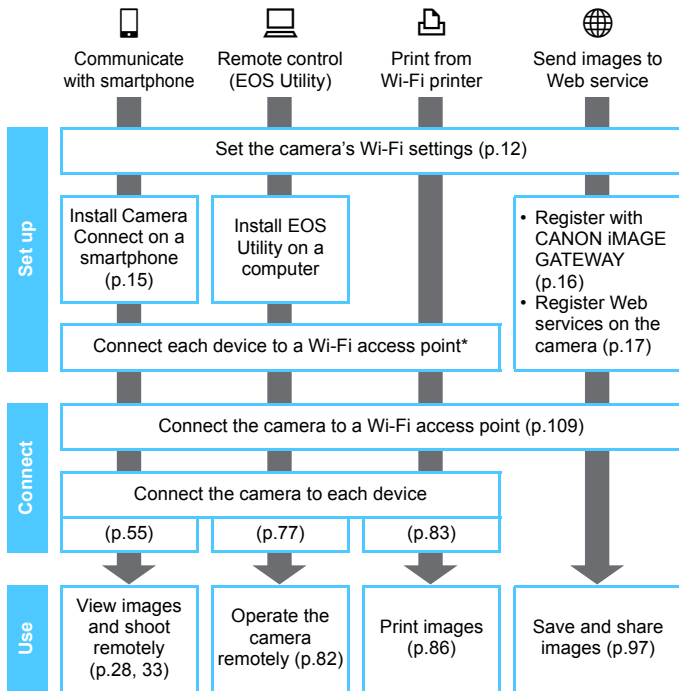 Communicate
with smartphone
Remote control
(EOS Utility)
Print from
Wi-Fi printer
Send images to
Web service
Set up
Set the camera's Wi-Fi settings (p.12)
Install Camera
Connect on a
smartphone
(p.15)
Install EOS
Utility on a
computer
• Register with
CANON iMAGE
GATEWAY
(p.16)
• Register Web
services on the
camera (p.17)
Connect each device to a Wi-Fi access point*
Connect
Connect the camera to a Wi-Fi access point (p.109)
Connect the camera to each device
(p.55)
(p.77)
(p.83)
Use
View images
and shoot
remotely
(p.28, 33)
Operate the
camera
remotely (p.82)
Print images
(p.86)
Save and share
images (p.97)